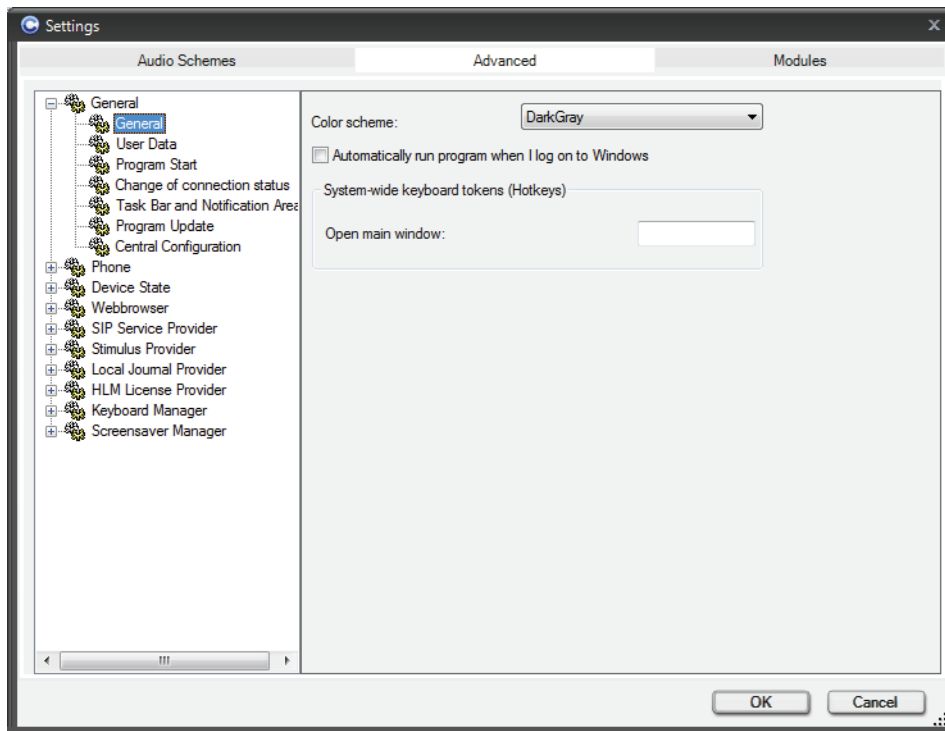 Settings
Audio Schemes
Advanced
Modules
General
General
User Data
Program Start
Change of connection status
Task Bar and Notification Area
Program Update
Central Configuration
Phone
Device State
Webbrowser
SIP Service Provider
Stimulus Provider
Local Journal Provider
HLM License Provider
Keyboard Manager
Screensaver Manager
Color scheme:
DarkGray
Automatically run program when I log on to Windows
System-wide keyboard tokens (Hotkeys)
Open main window:
OK
Cancel